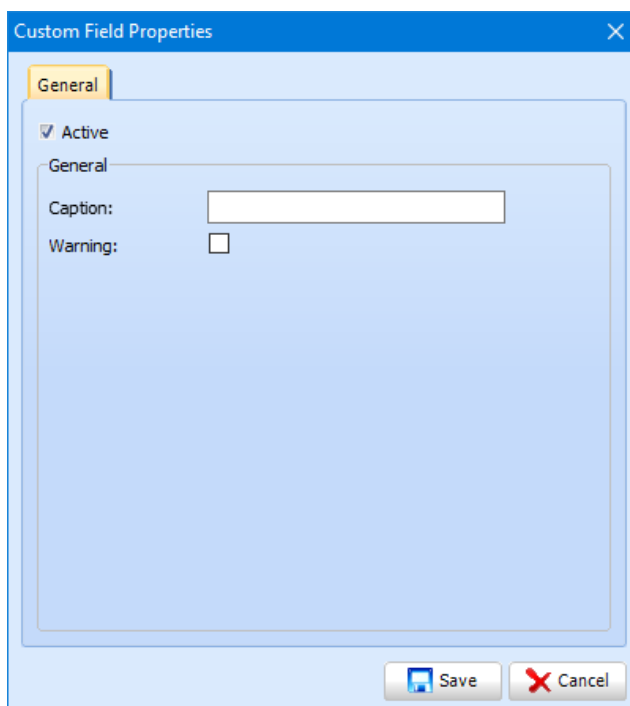 Custom Field Properties
General
Active
General
Caption:
Warning:
Save
Cancel